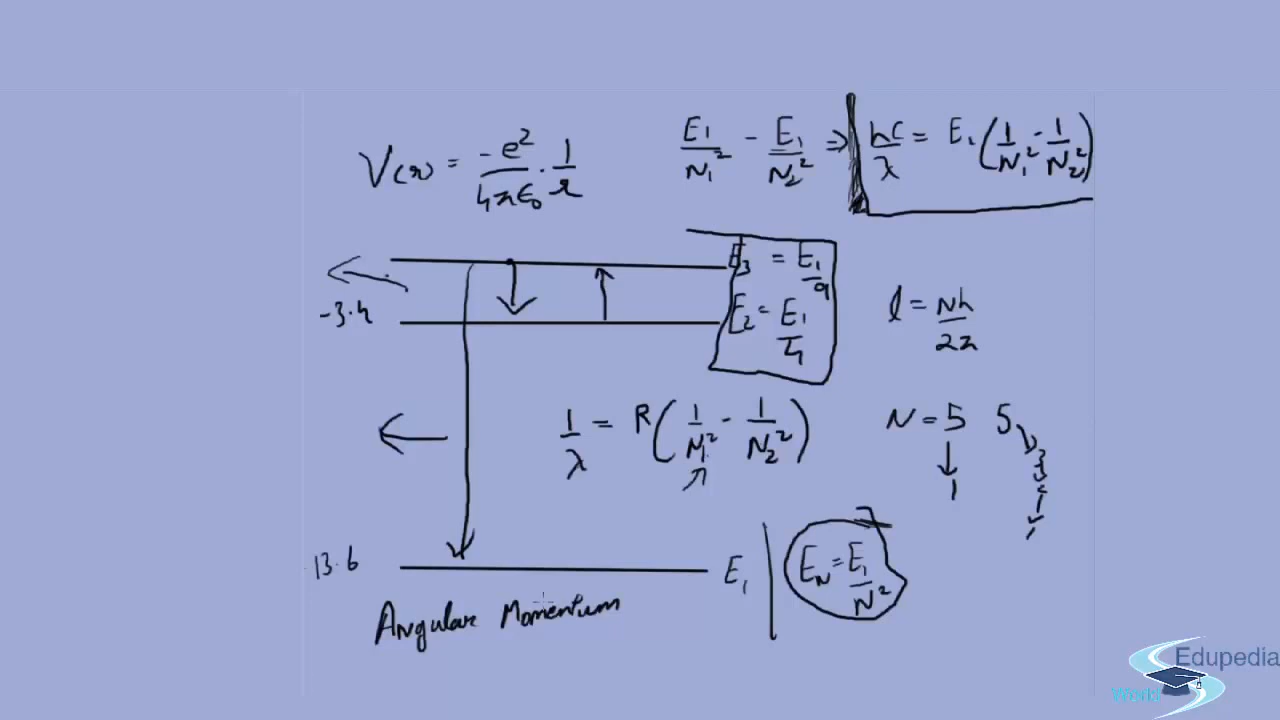 V(r) = -e²/4πε₀ · 1/r
E₁/N₁² - E₁/N₂² ⇒ hc/λ = E₁(1/N₁² - 1/N₂²)
E₃ = E₁/9
-3.4
E₂ = E₁/4
l = Nh/2π
1/λ = R(1/N₁² - 1/N₂²)
N = 5 5
1
13.6
E₁
E_N = E₁/N²
Angular Momentum
Edupedia
World